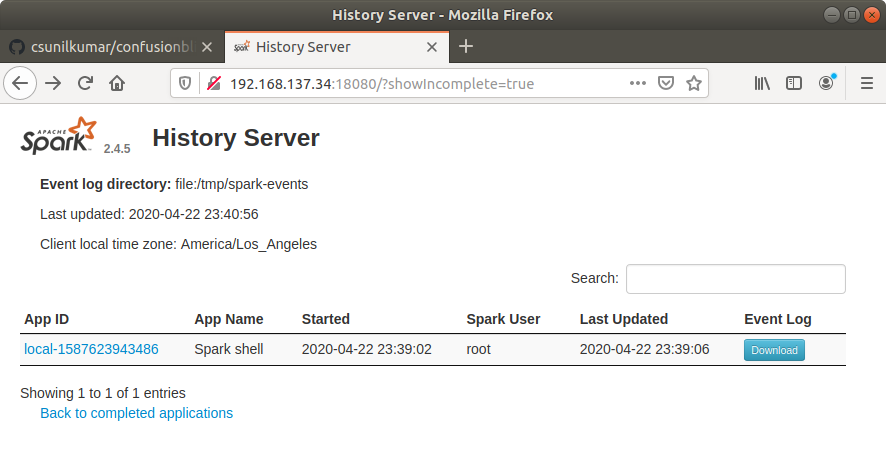 History Server - Mozilla Firefox
csunilkumar/confusionbl
History Server
192.168.137.34:18080/?showIncomplete=true
APACHE
Spark 2.4.5 History Server
Event log directory: file:/tmp/spark-events
Last updated: 2020-04-22 23:40:56
Client local time zone: America/Los_Angeles
Search:
App ID App Name Started Spark User Last Updated Event Log
local-1587623943486 Spark shell 2020-04-22 23:39:02 root 2020-04-22 23:39:06 Download
Showing 1 to 1 of 1 entries
Back to completed applications